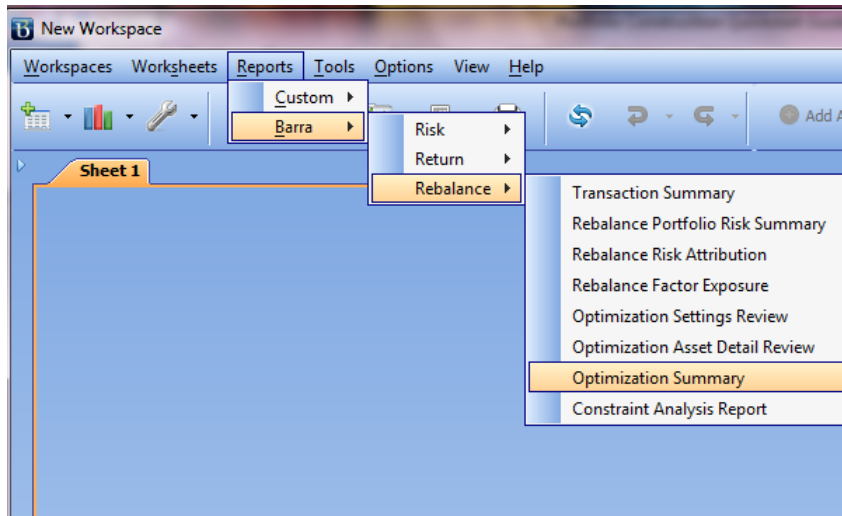 New Workspace
Workspaces Worksheets Reports Tools Options View Help
Custom
Barra
Add
Risk
Return
Rebalance
Sheet 1
Transaction Summary
Rebalance Portfolio Risk Summary
Rebalance Risk Attribution
Rebalance Factor Exposure
Optimization Settings Review
Optimization Asset Detail Review
Optimization Summary
Constraint Analysis Report